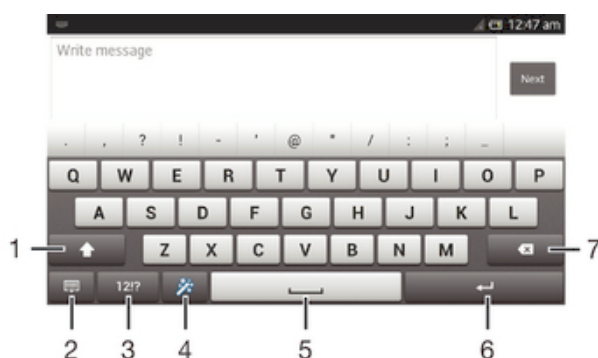 12:47 am
Write message
Next
. , ? ! - ' @ " / : ; _
Q W E R T Y U I O P
A S D F G H J K L
1 Z X C V B N M 7
12!?
2 3 4 5 6